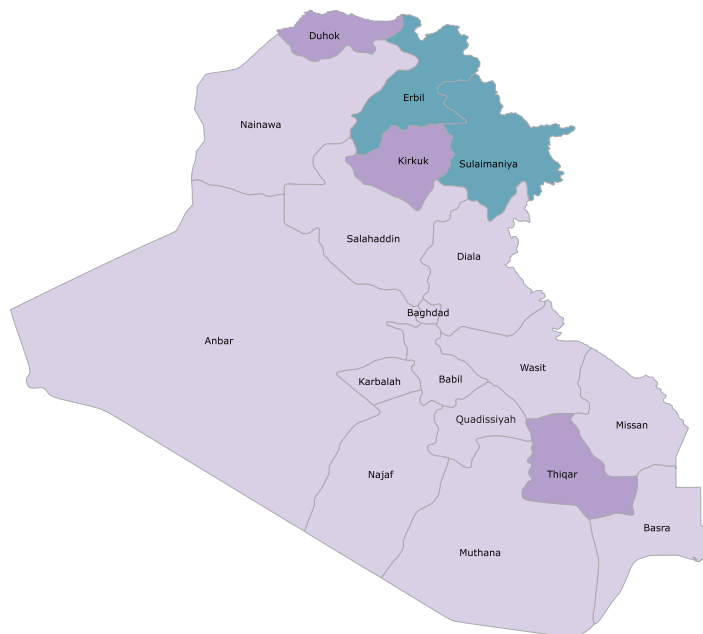 Duhok
Erbil
Nainawa
Kirkuk
Sulaimaniya
Salahaddin
Diala
Baghdad
Anbar
Wasit
Karbalah
Babil
Quadissiyah
Missan
Najaf
Thiqar
Basra
Muthana